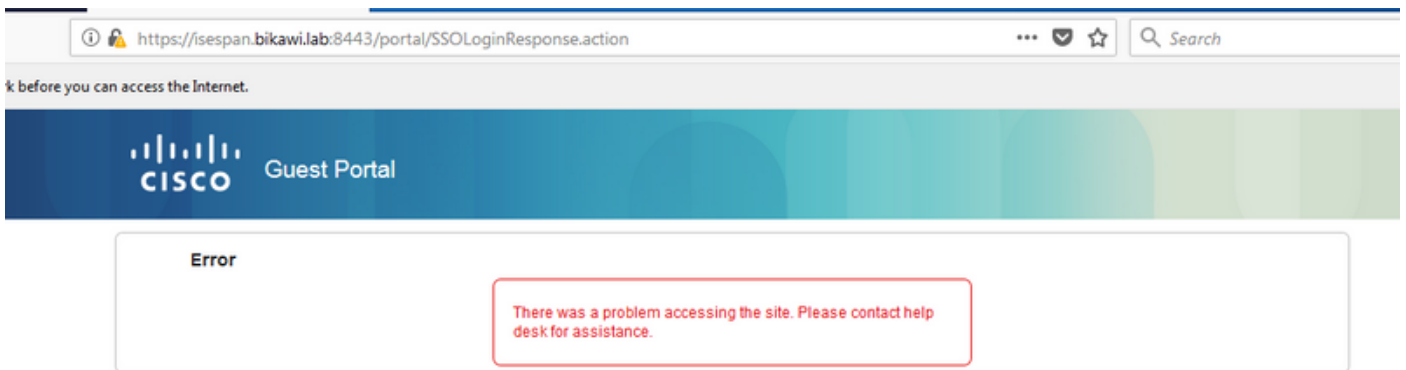 https://isespan.bikawi.lab:8443/portal/SSOLoginResponse.action
Search
k before you can access the Internet.
CISCO Guest Portal
Error
There was a problem accessing the site. Please contact help
desk for assistance.